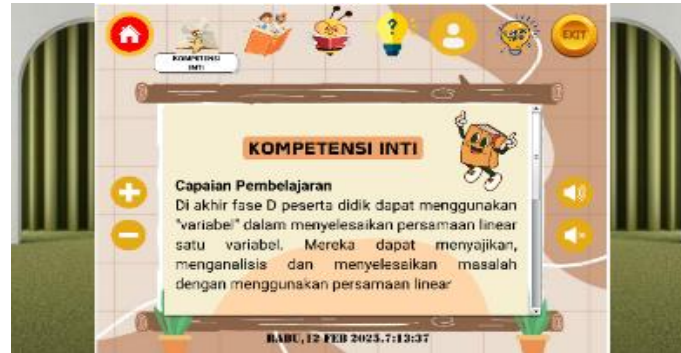 EXIT
KOMPETENSI
INTI
KOMPETENSI INTI
Capaian Pembelajaran
Di akhir fase D peserta didik dapat menggunakan
"variabel" dalam menyelesaikan persamaan linear
satu variabel. Mereka dapat menyajikan,
menganalisis dan menyelesaikan masalah
dengan menggunakan persamaan linear
RABU, 12 FEB 2025.7:13:37